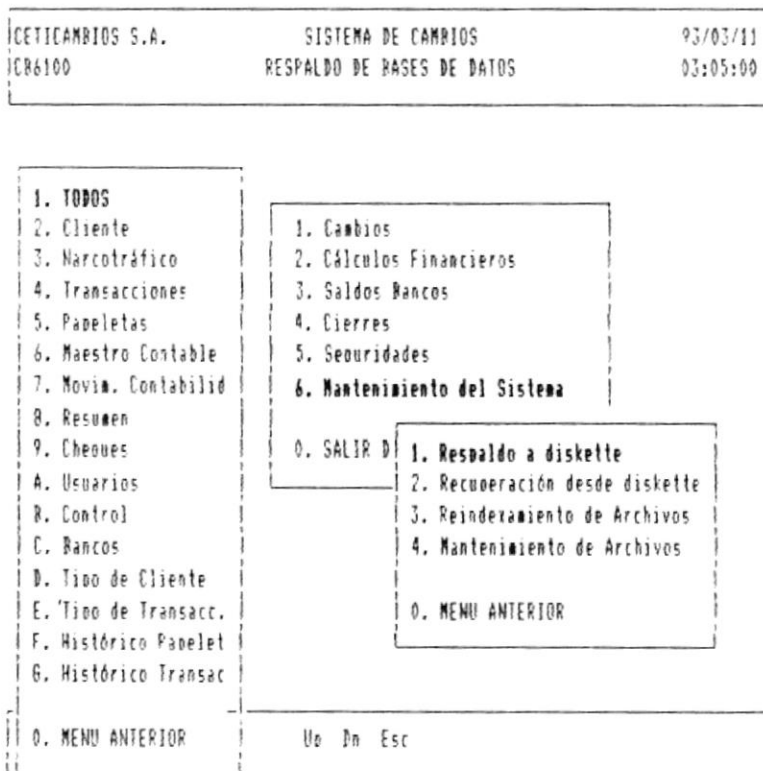 CETICAMBIOS S.A. SISTEMA DE CAMBIOS 93/03/11
CB6100 RESPALDO DE BASES DE DATOS 03:05:00
1. TODOS
2. Cliente
3. Narcotráfico
4. Transacciones
5. Papeletas
6. Maestro Contable
7. Movim. Contabilid
8. Resumen
9. Cheques
A. Usuarios
B. Control
C. Bancos
D. Tipo de Cliente
E. Tipo de Transacc.
F. Histórico Papelet
G. Histórico Transac
0. MENU ANTERIOR
1. Cambios
2. Cálculos Financieros
3. Saldos Bancos
4. Cierres
5. Seguridades
6. Mantenimiento del Sistema
0. SALIR D
1. Respaldo a diskette
2. Recuperación desde diskette
3. Reindexamiento de Archivos
4. Mantenimiento de Archivos
0. MENU ANTERIOR
Up Dn Esc